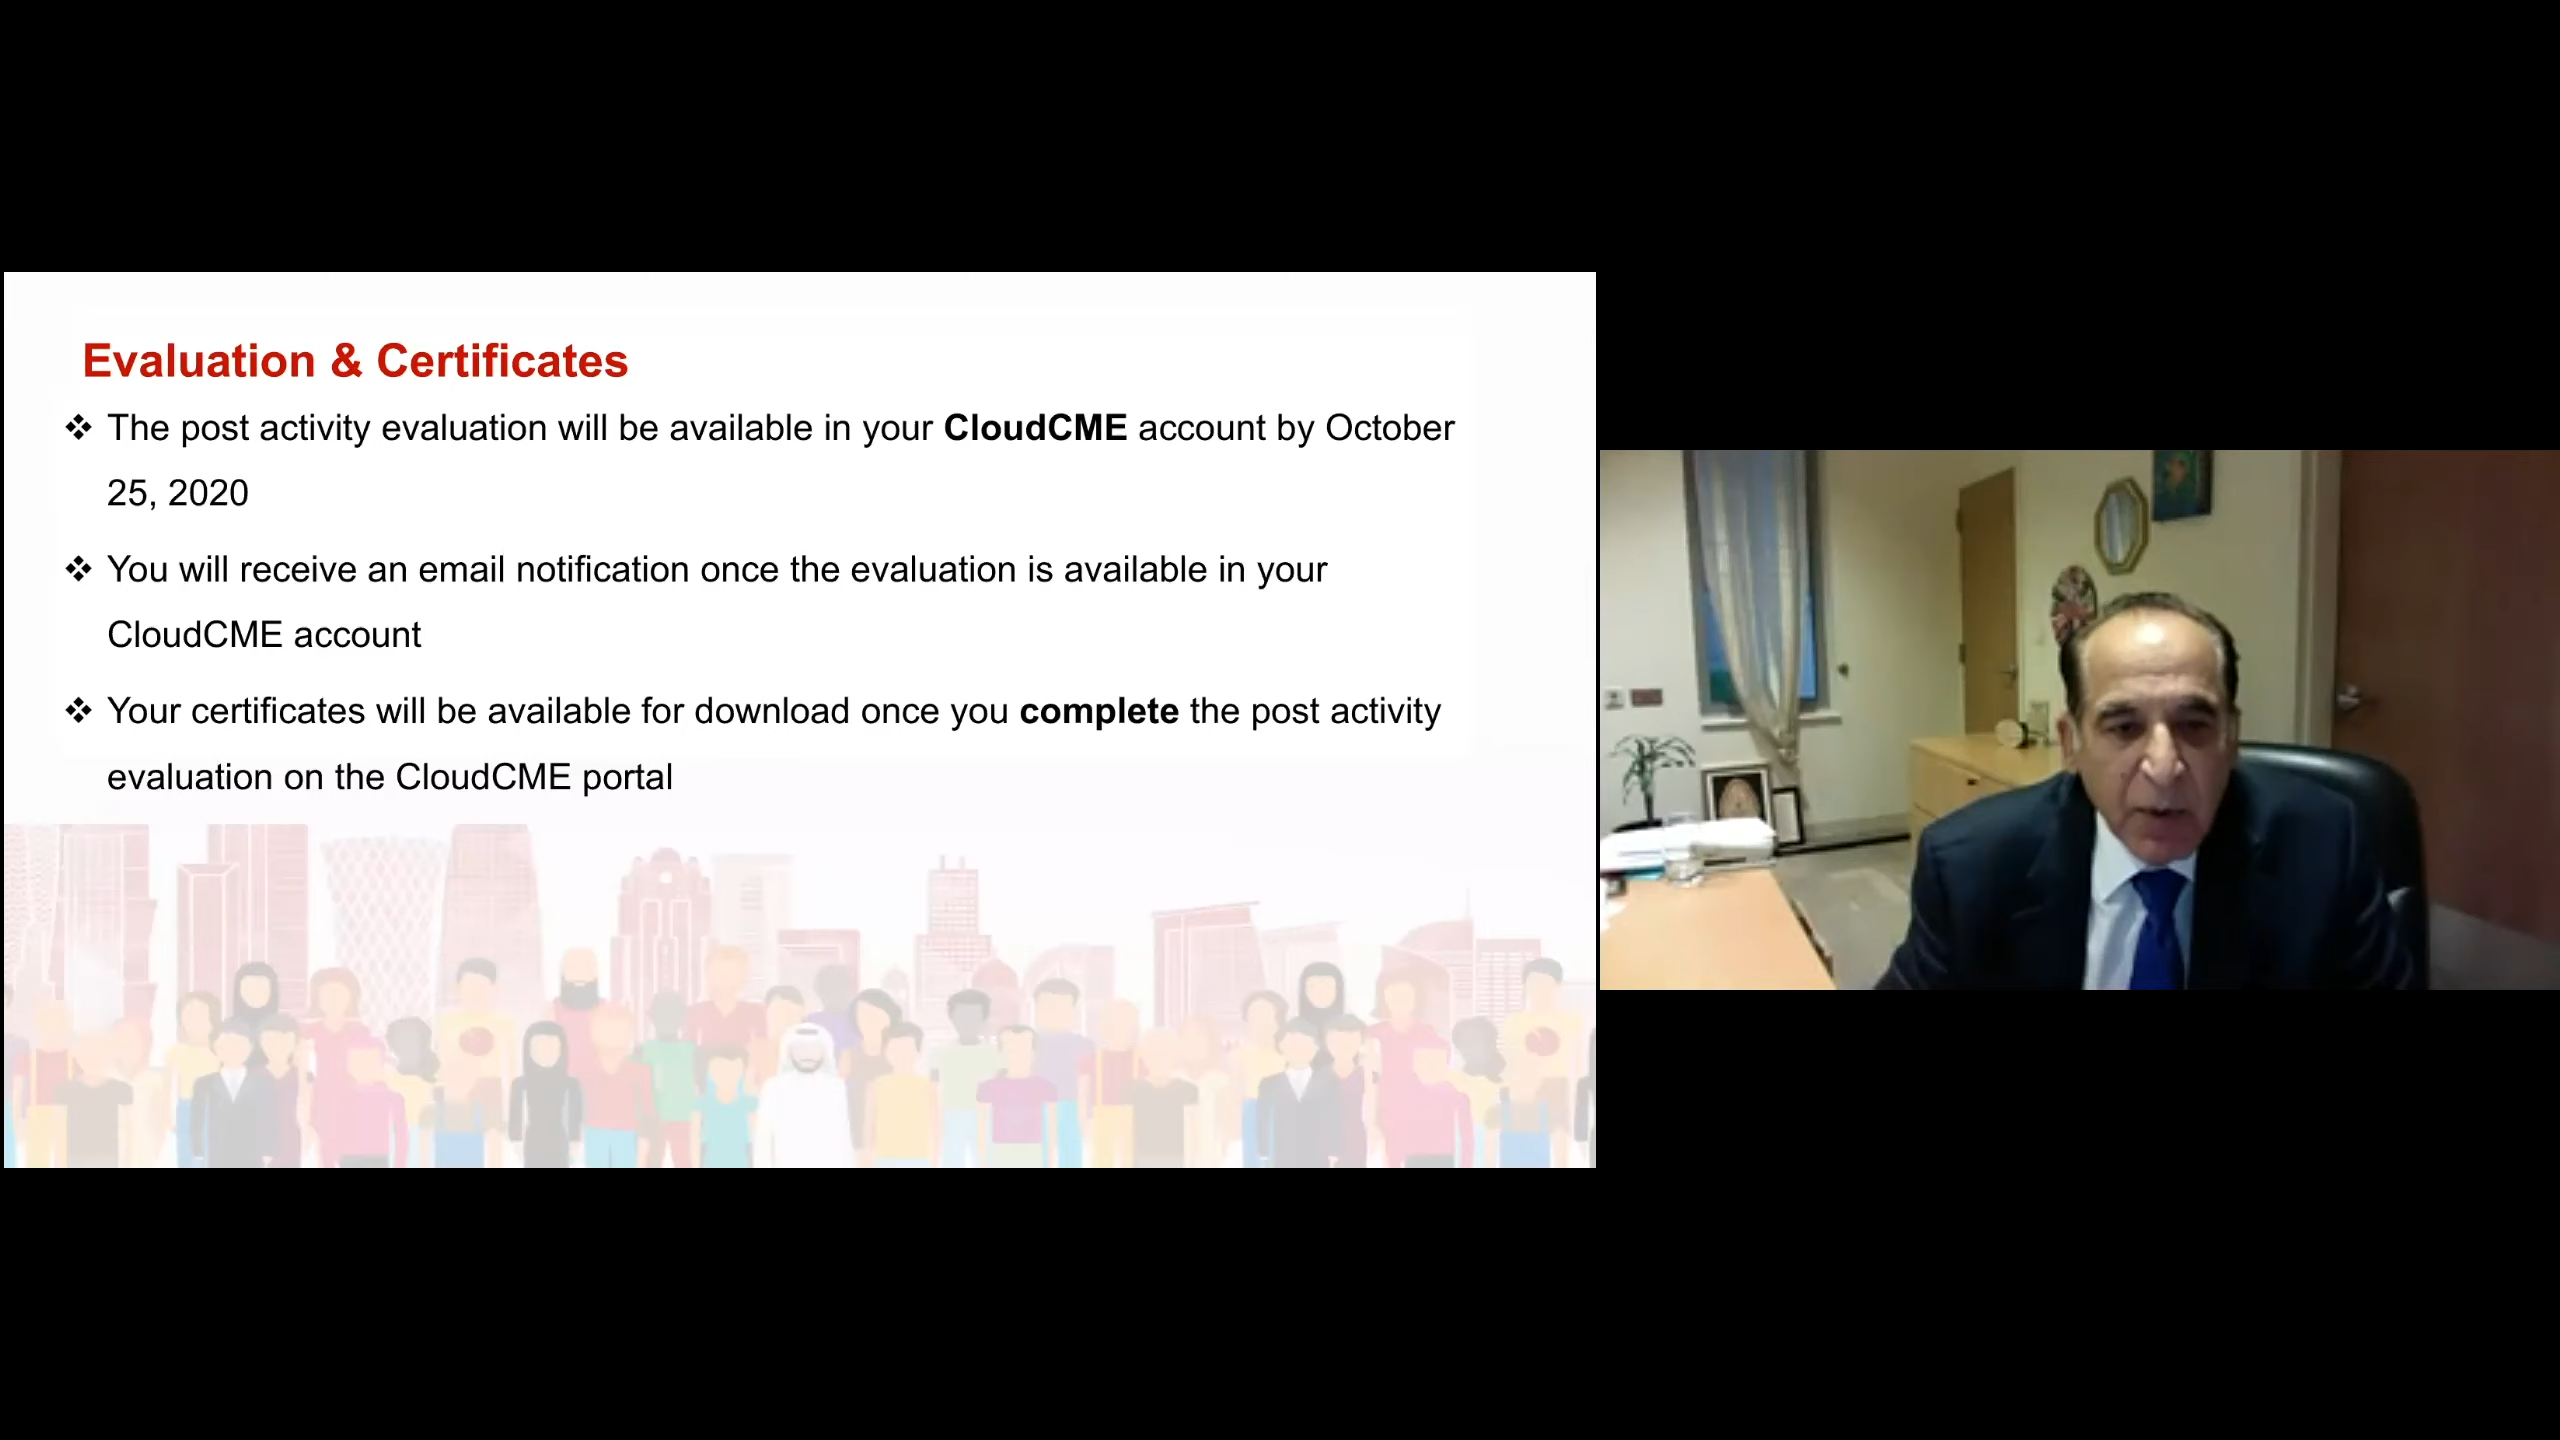 Evaluation & Certificates
❖ The post activity evaluation will be available in your CloudCME account by October
25, 2020
❖ You will receive an email notification once the evaluation is available in your
CloudCME account
❖ Your certificates will be available for download once you complete the post activity
evaluation on the CloudCME portal